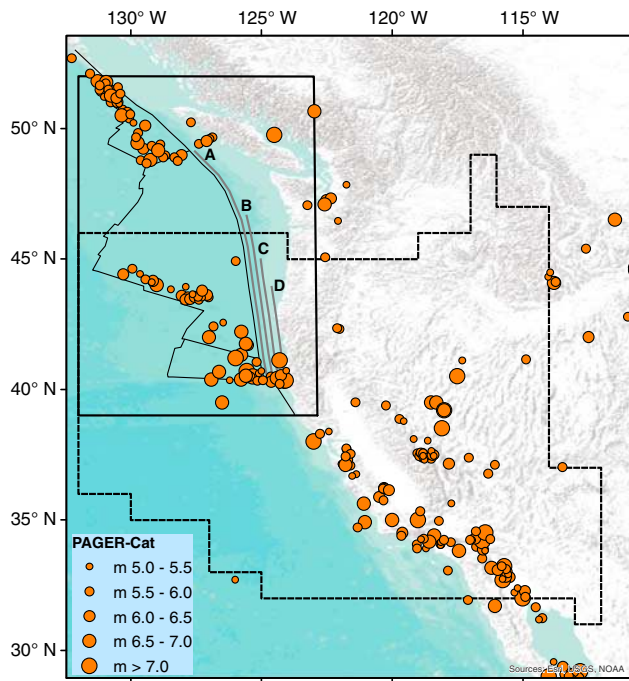 130° W 125° W 120° W 115° W
50° N
45° N
40° N
35° N
30° N
A
B
C
D
PAGER-Cat
m 5.0 - 5.5
m 5.5 - 6.0
m 6.0 - 6.5
m 6.5 - 7.0
m > 7.0
Sources: Esri, USGS, NOAA